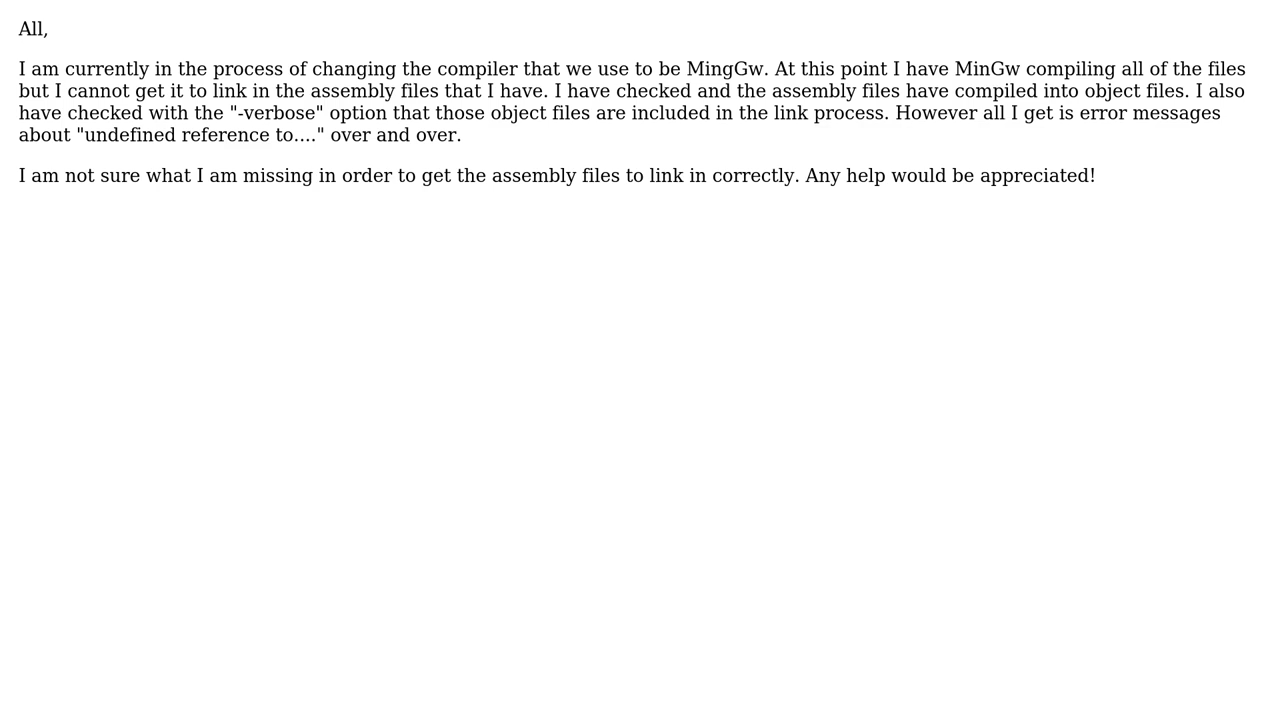 All,
I am currently in the process of changing the compiler that we use to be MingGw. At this point I have MinGw compiling all of the files
but I cannot get it to link in the assembly files that I have. I have checked and the assembly files have compiled into object files. I also
have checked with the "-verbose" option that those object files are included in the link process. However all I get is error messages
about "undefined reference to...." over and over.
I am not sure what I am missing in order to get the assembly files to link in correctly. Any help would be appreciated!